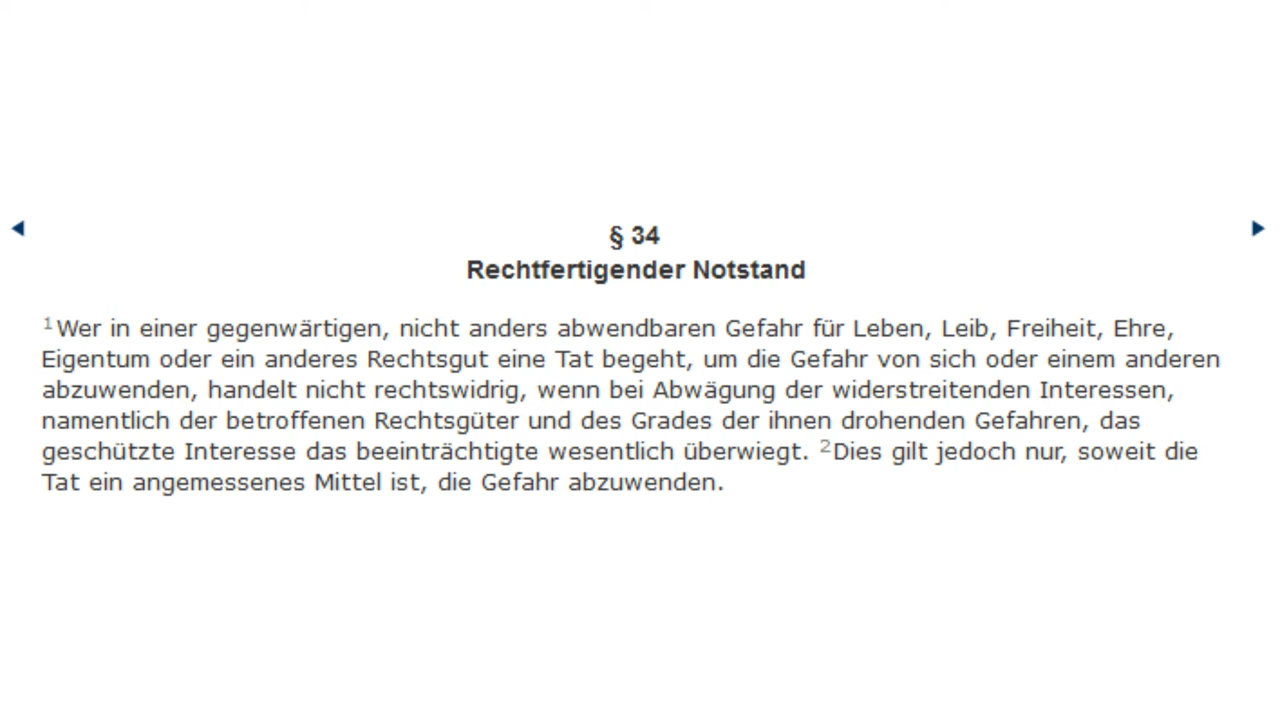 § 34
Rechtfertigender Notstand
1Wer in einer gegenwärtigen, nicht anders abwendbaren Gefahr für Leben, Leib, Freiheit, Ehre,
Eigentum oder ein anderes Rechtsgut eine Tat begeht, um die Gefahr von sich oder einem anderen
abzuwenden, handelt nicht rechtswidrig, wenn bei Abwägung der widerstreitenden Interessen,
namentlich der betroffenen Rechtsgüter und des Grades der ihnen drohenden Gefahren, das
geschützte Interesse das beeinträchtigte wesentlich überwiegt. 2Dies gilt jedoch nur, soweit die
Tat ein angemessenes Mittel ist, die Gefahr abzuwenden.